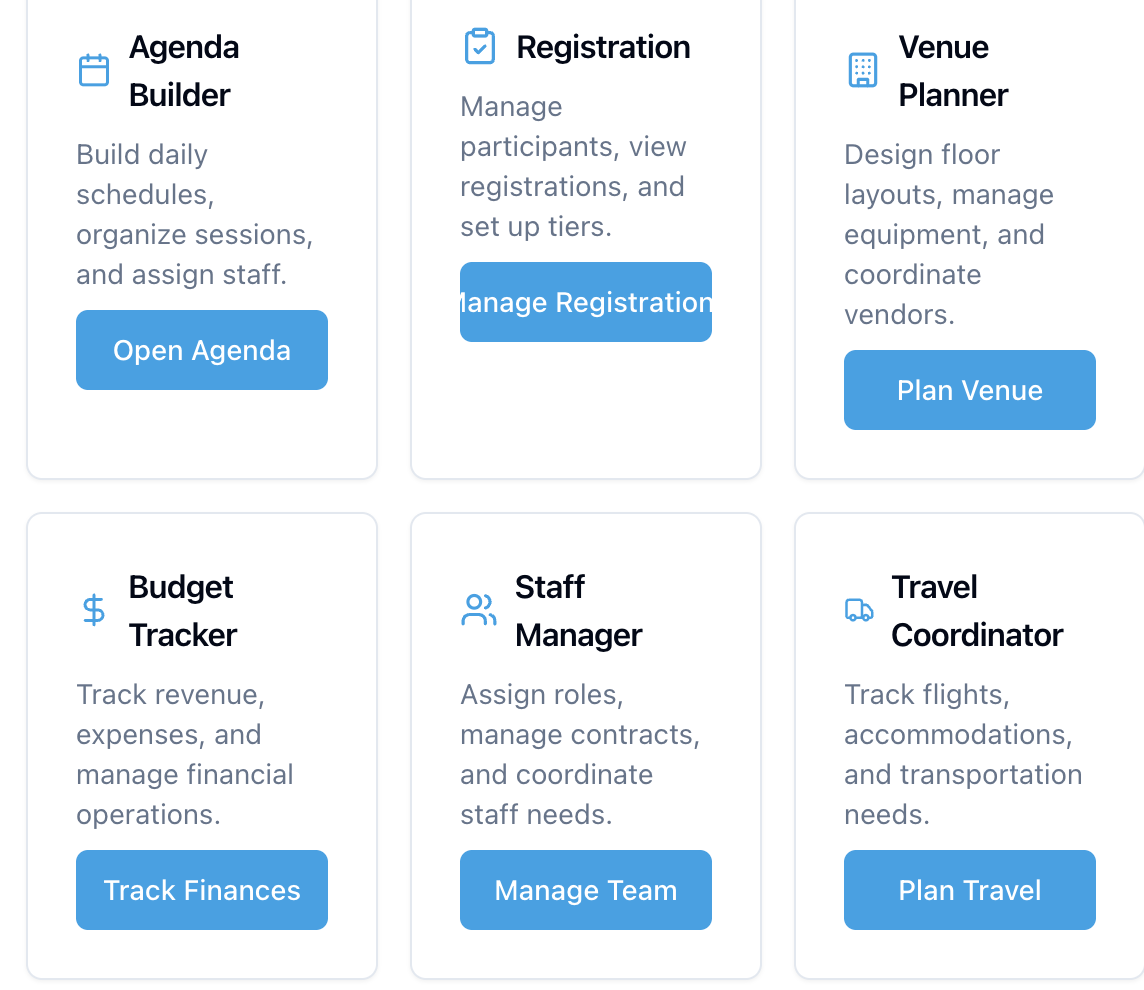 Agenda
Builder
Build daily
schedules,
organize sessions,
and assign staff.
Open Agenda
Registration
Manage
participants, view
registrations, and
set up tiers.
Manage Registration
Venue
Planner
Design floor
layouts, manage
equipment, and
coordinate
vendors.
Plan Venue
Budget
Tracker
Track revenue,
expenses, and
manage financial
operations.
Track Finances
Staff
Manager
Assign roles,
manage contracts,
and coordinate
staff needs.
Manage Team
Travel
Coordinator
Track flights,
accommodations,
and transportation
needs.
Plan Travel